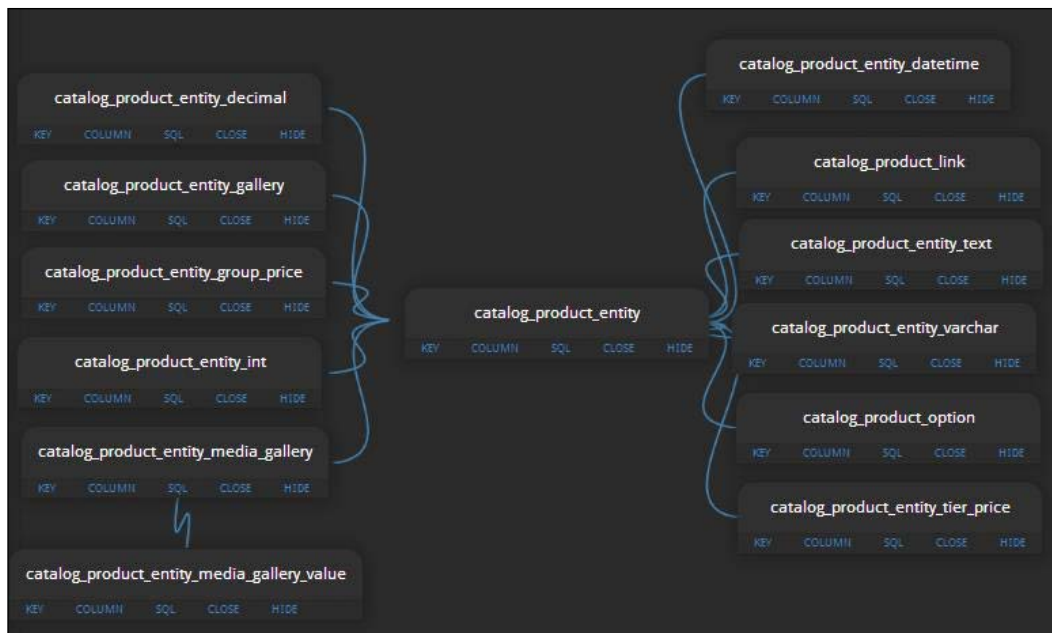 catalog_product_entity_decimal
KEY COLUMN SQL CLOSE HIDE
catalog_product_entity_gallery
KEY COLUMN SQL CLOSE HIDE
catalog_product_entity_group_price
KEY COLUMN SQL CLOSE HIDE
catalog_product_entity_int
KEY COLUMN SQL CLOSE HIDE
catalog_product_entity_media_gallery
KEY COLUMN SQL CLOSE HIDE
catalog_product_entity_media_gallery_value
KEY COLUMN SQL CLOSE HIDE
catalog_product_entity
KEY COLUMN SQL CLOSE HIDE
catalog_product_entity_datetime
KEY COLUMN SQL CLOSE HIDE
catalog_product_link
KEY COLUMN SQL CLOSE HIDE
catalog_product_entity_text
KEY COLUMN SQL CLOSE HIDE
catalog_product_entity_varchar
KEY COLUMN SQL CLOSE HIDE
catalog_product_option
KEY COLUMN SQL CLOSE HIDE
catalog_product_entity_tier_price
KEY COLUMN SQL CLOSE HIDE